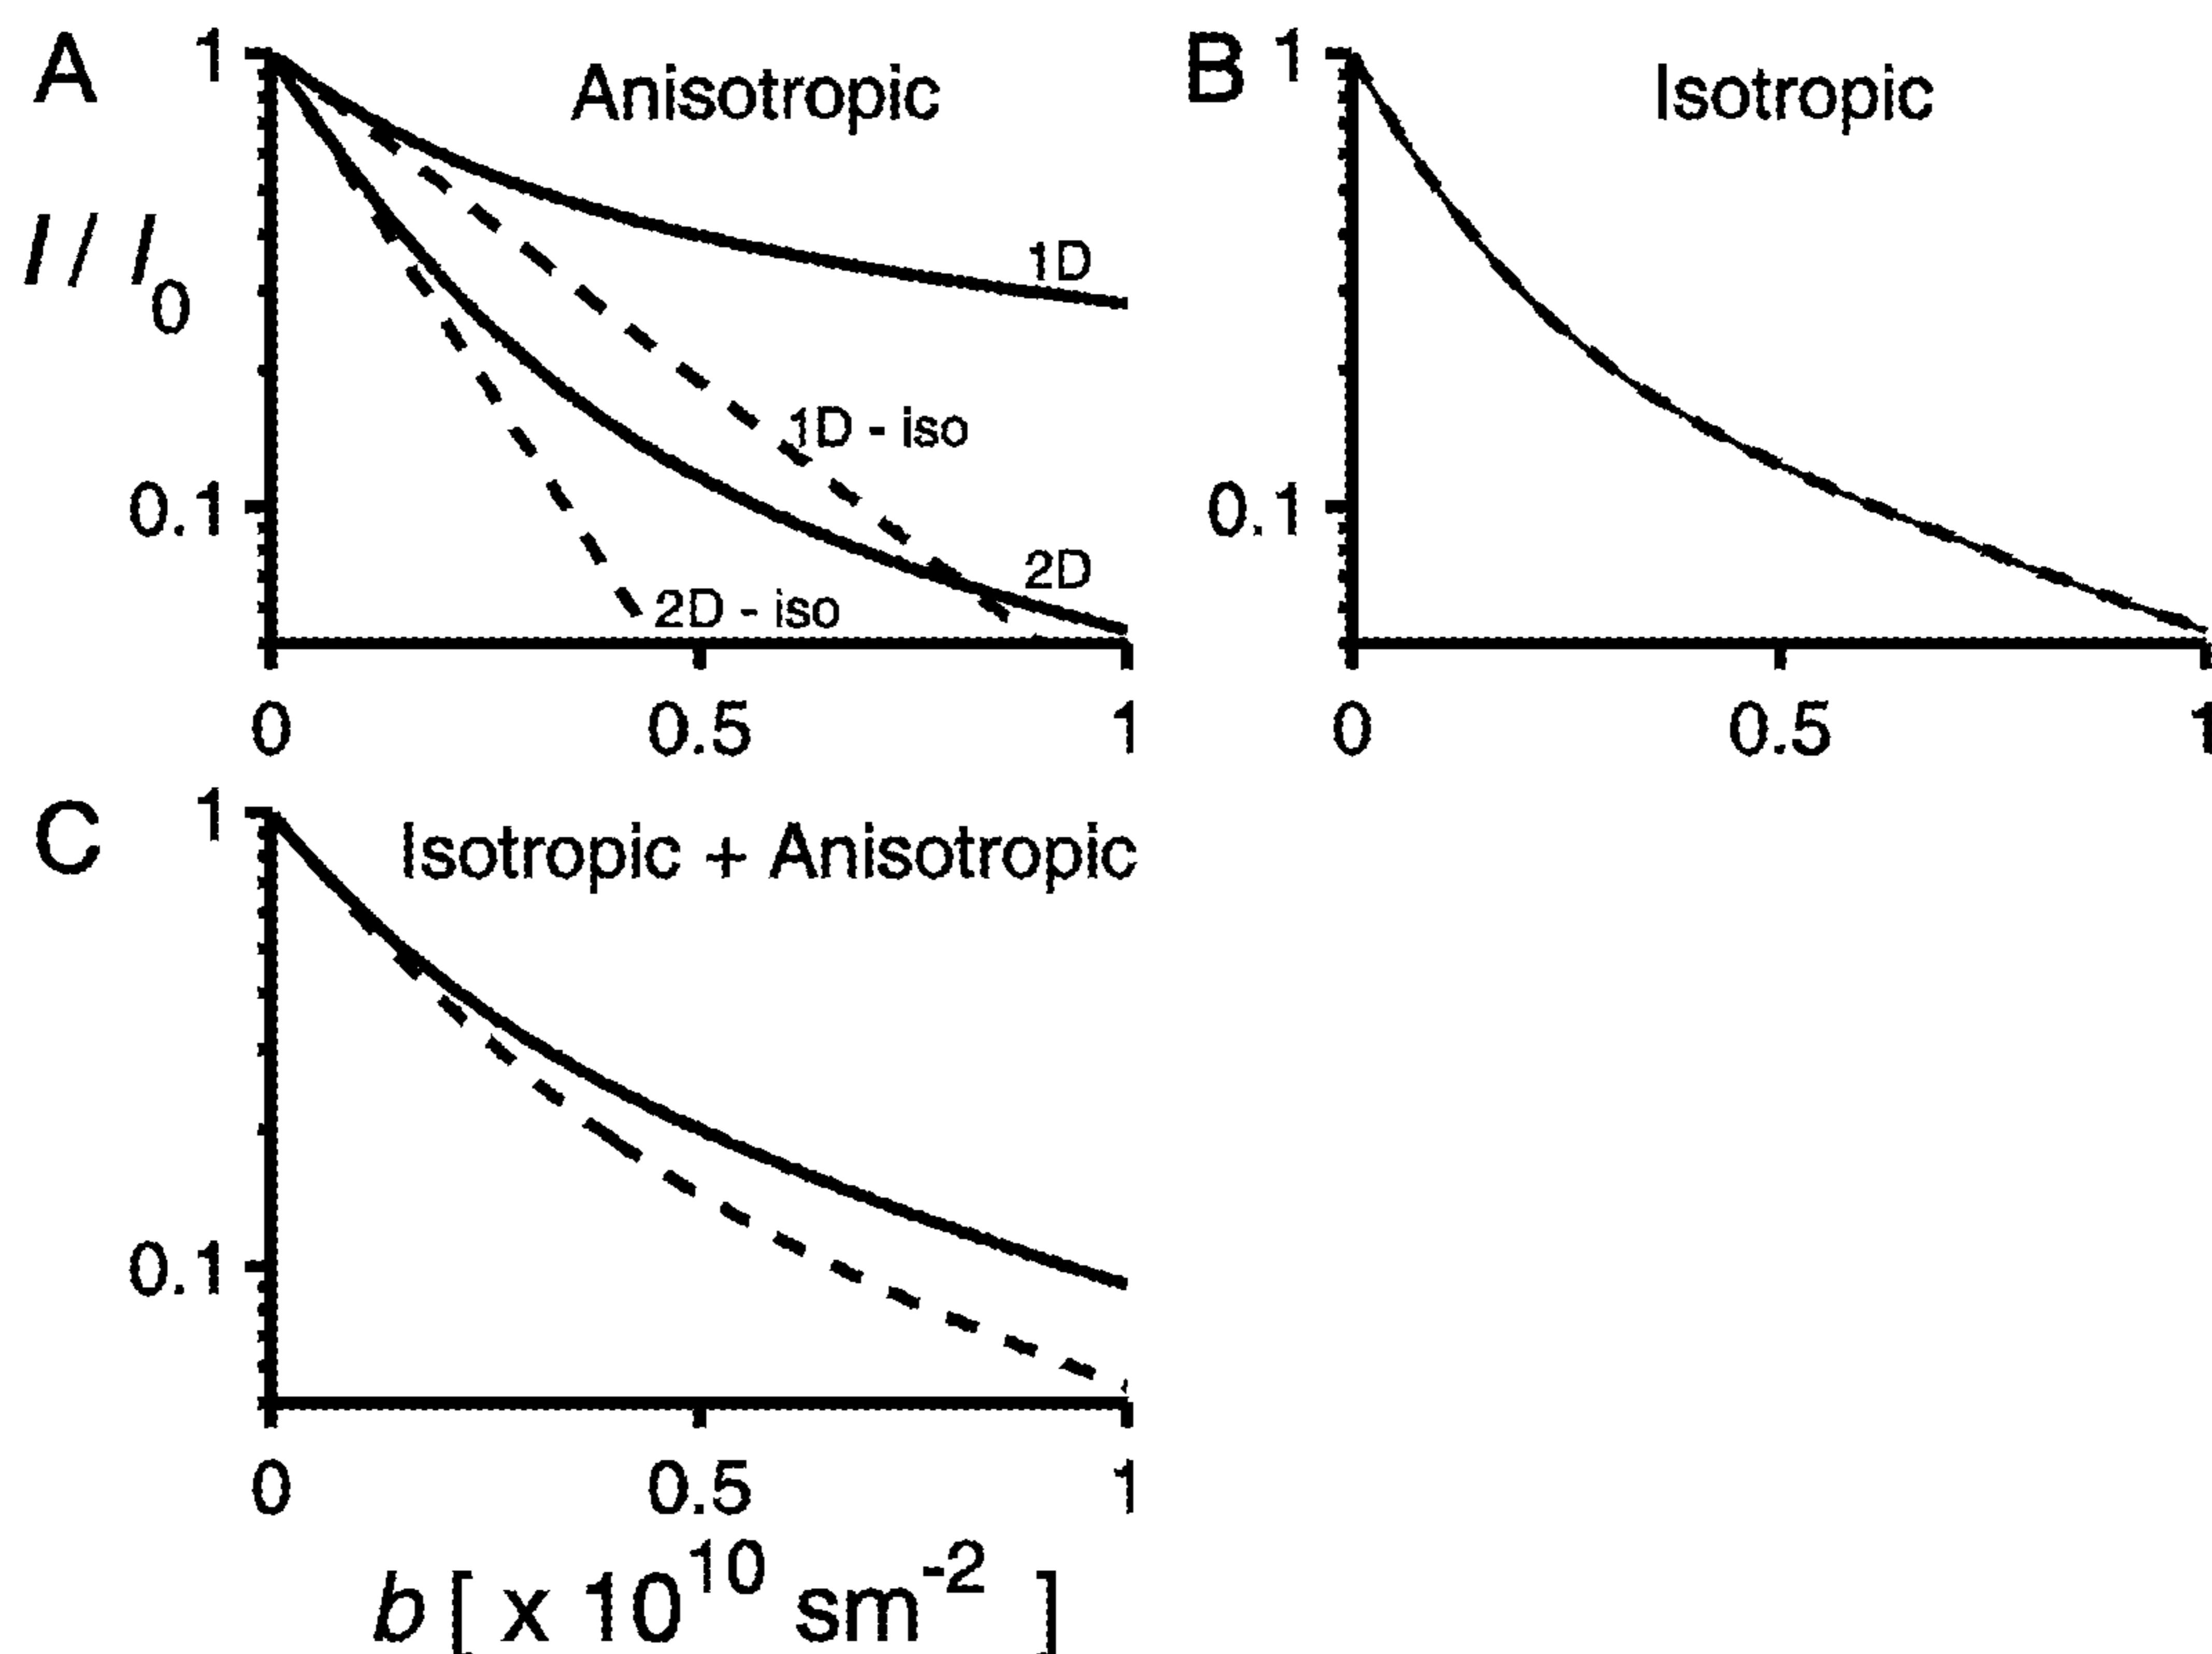 A
1
Anisotropic
I / I0
1D
1D - iso
0.1
2D
2D - iso
0 0.5 1
B
1
Isotropic
0.1
0 0.5 1
C
1
Isotropic + Anisotropic
0.1
0 0.5 1
b [ x 10^10 sm^-2 ]